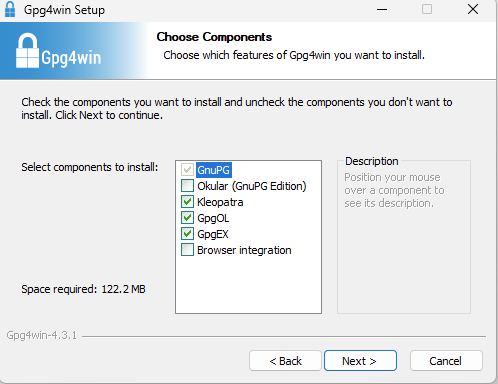 Gpg4win Setup
Gpg4win
Choose Components
Choose which features of Gpg4win you want to install.
Check the components you want to install and uncheck the components you don't want to
install. Click Next to continue.
Select components to install:
GnuPG
Okular (GnuPG Edition)
Kleopatra
GpgOL
GpgEX
Browser integration
Description
Position your mouse
over a component to
see its description.
Space required: 122.2 MB
Gpg4win-4.3.1
< Back
Next >
Cancel